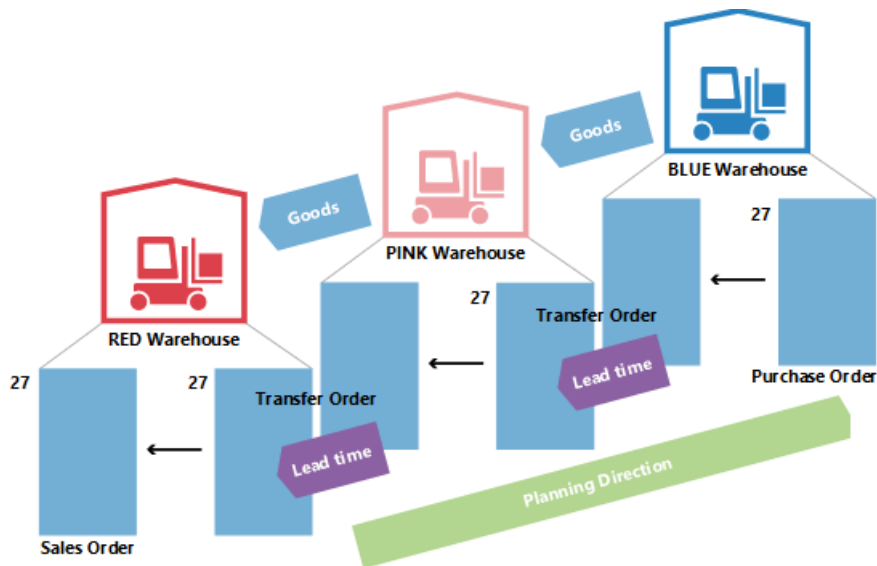 BLUE Warehouse
Goods
27
PINK Warehouse
Goods
27
Transfer Order
Lead time
Purchase Order
RED Warehouse
27
27
Transfer Order
Lead time
Planning Direction
Sales Order